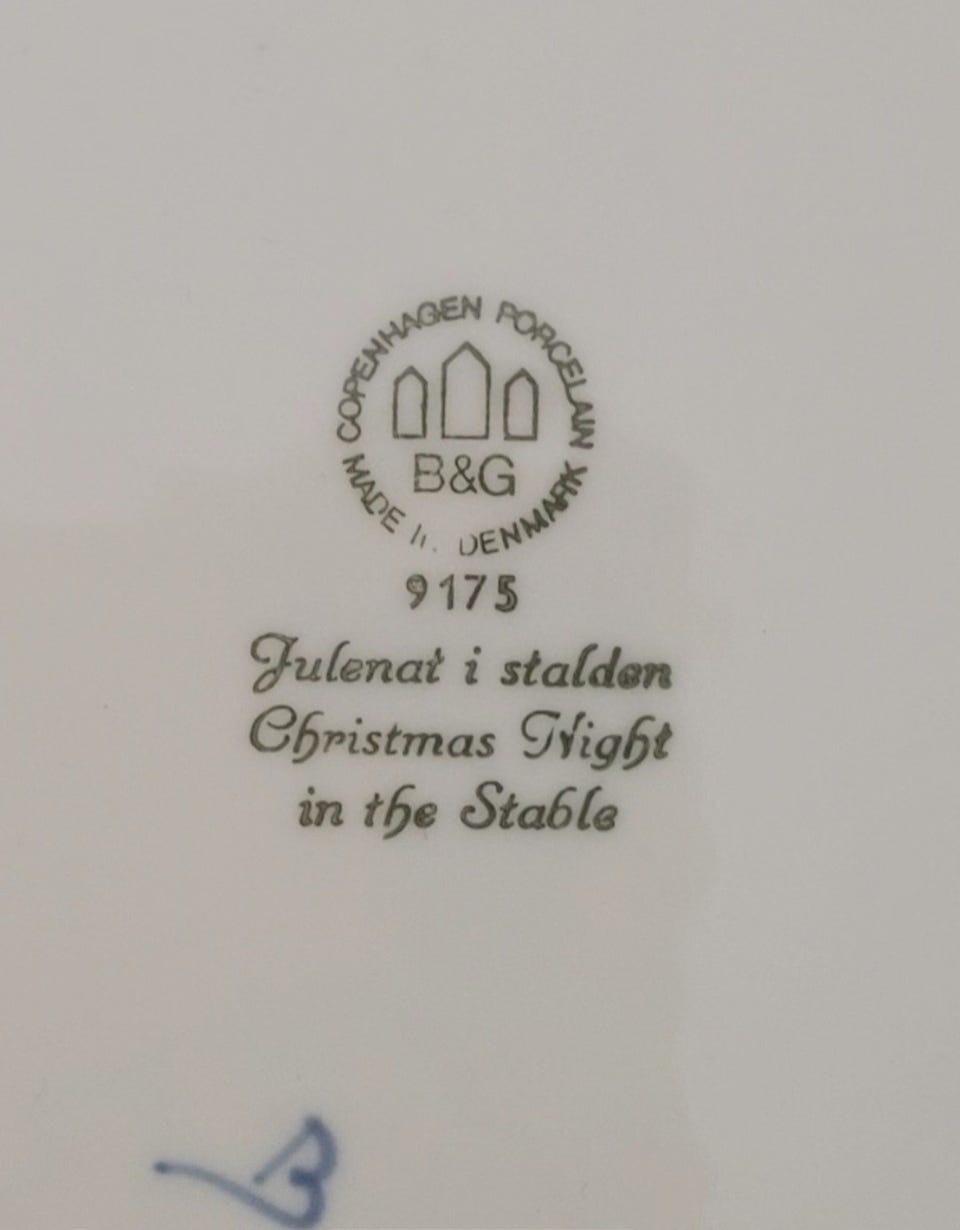 COPENHAGEN PORCELAIN
B&G
MADE DENMARK
9175
Julenat i stalden
Christmas Night
in the Stable
B